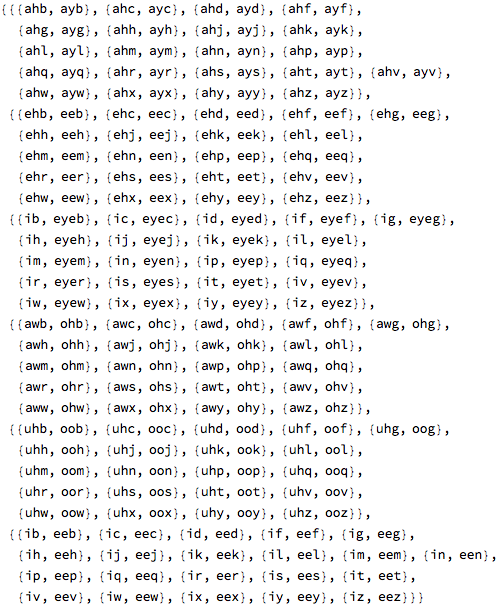 {{{ahb, ayb}, {ahc, ayc}, {ahd, ayd}, {ahf, ayf},
{ahg, ayg}, {ahh, ayh}, {ahj, ayj}, {ahk, ayk},
{ahl, ayl}, {ahm, aym}, {ahn, ayn}, {ahp, ayp},
{ahq, ayq}, {ahr, ayr}, {ahs, ays}, {aht, ayt}, {ahv, ayv},
{ahw, ayw}, {ahx, ayx}, {ahy, ayy}, {ahz, ayz}},
{{ehb, eeb}, {ehc, eec}, {ehd, eed}, {ehf, eef}, {ehg, eeg},
{ehh, eeh}, {ehj, eej}, {ehk, eek}, {ehl, eel},
{ehm, eem}, {ehn, een}, {ehp, eep}, {ehq, eeq},
{ehr, eer}, {ehs, ees}, {eht, eet}, {ehv, eev},
{ehw, eew}, {ehx, eex}, {ehy, eey}, {ehz, eez}},
{{ib, eyeb}, {ic, eyec}, {id, eyed}, {if, eyef}, {ig, eyeg},
{ih, eyeh}, {ij, eyej}, {ik, eyek}, {il, eyel},
{im, eyem}, {in, eyen}, {ip, eyep}, {iq, eyeq},
{ir, eyer}, {is, eyes}, {it, eyet}, {iv, eyev},
{iw, eyew}, {ix, eyex}, {iy, eyey}, {iz, eyez}},
{{awb, ohb}, {awc, ohc}, {awd, ohd}, {awf, ohf}, {awg, ohg},
{awh, ohh}, {awj, ohj}, {awk, ohk}, {awl, ohl},
{awm, ohm}, {awn, ohn}, {awp, ohp}, {awq, ohq},
{awr, ohr}, {aws, ohs}, {awt, oht}, {awv, ohv},
{aww, ohw}, {awx, ohx}, {awy, ohy}, {awz, ohz}},
{{uhb, oob}, {uhc, ooc}, {uhd, ood}, {uhf, oof}, {uhg, oog},
{uhh, ooh}, {uhj, ooj}, {uhk, ook}, {uhl, ool},
{uhm, oom}, {uhn, oon}, {uhp, oop}, {uhq, ooq},
{uhr, oor}, {uhs, oos}, {uht, oot}, {uhv, oov},
{uhw, oow}, {uhx, oox}, {uhy, ooy}, {uhz, ooz}},
{{ib, eeb}, {ic, eec}, {id, eed}, {if, eef}, {ig, eeg},
{ih, eeh}, {ij, eej}, {ik, eek}, {il, eel}, {im, eem}, {in, een},
{ip, eep}, {iq, eeq}, {ir, eer}, {is, ees}, {it, eet},
{iv, eev}, {iw, eew}, {ix, eex}, {iy, eey}, {iz, eez}}}